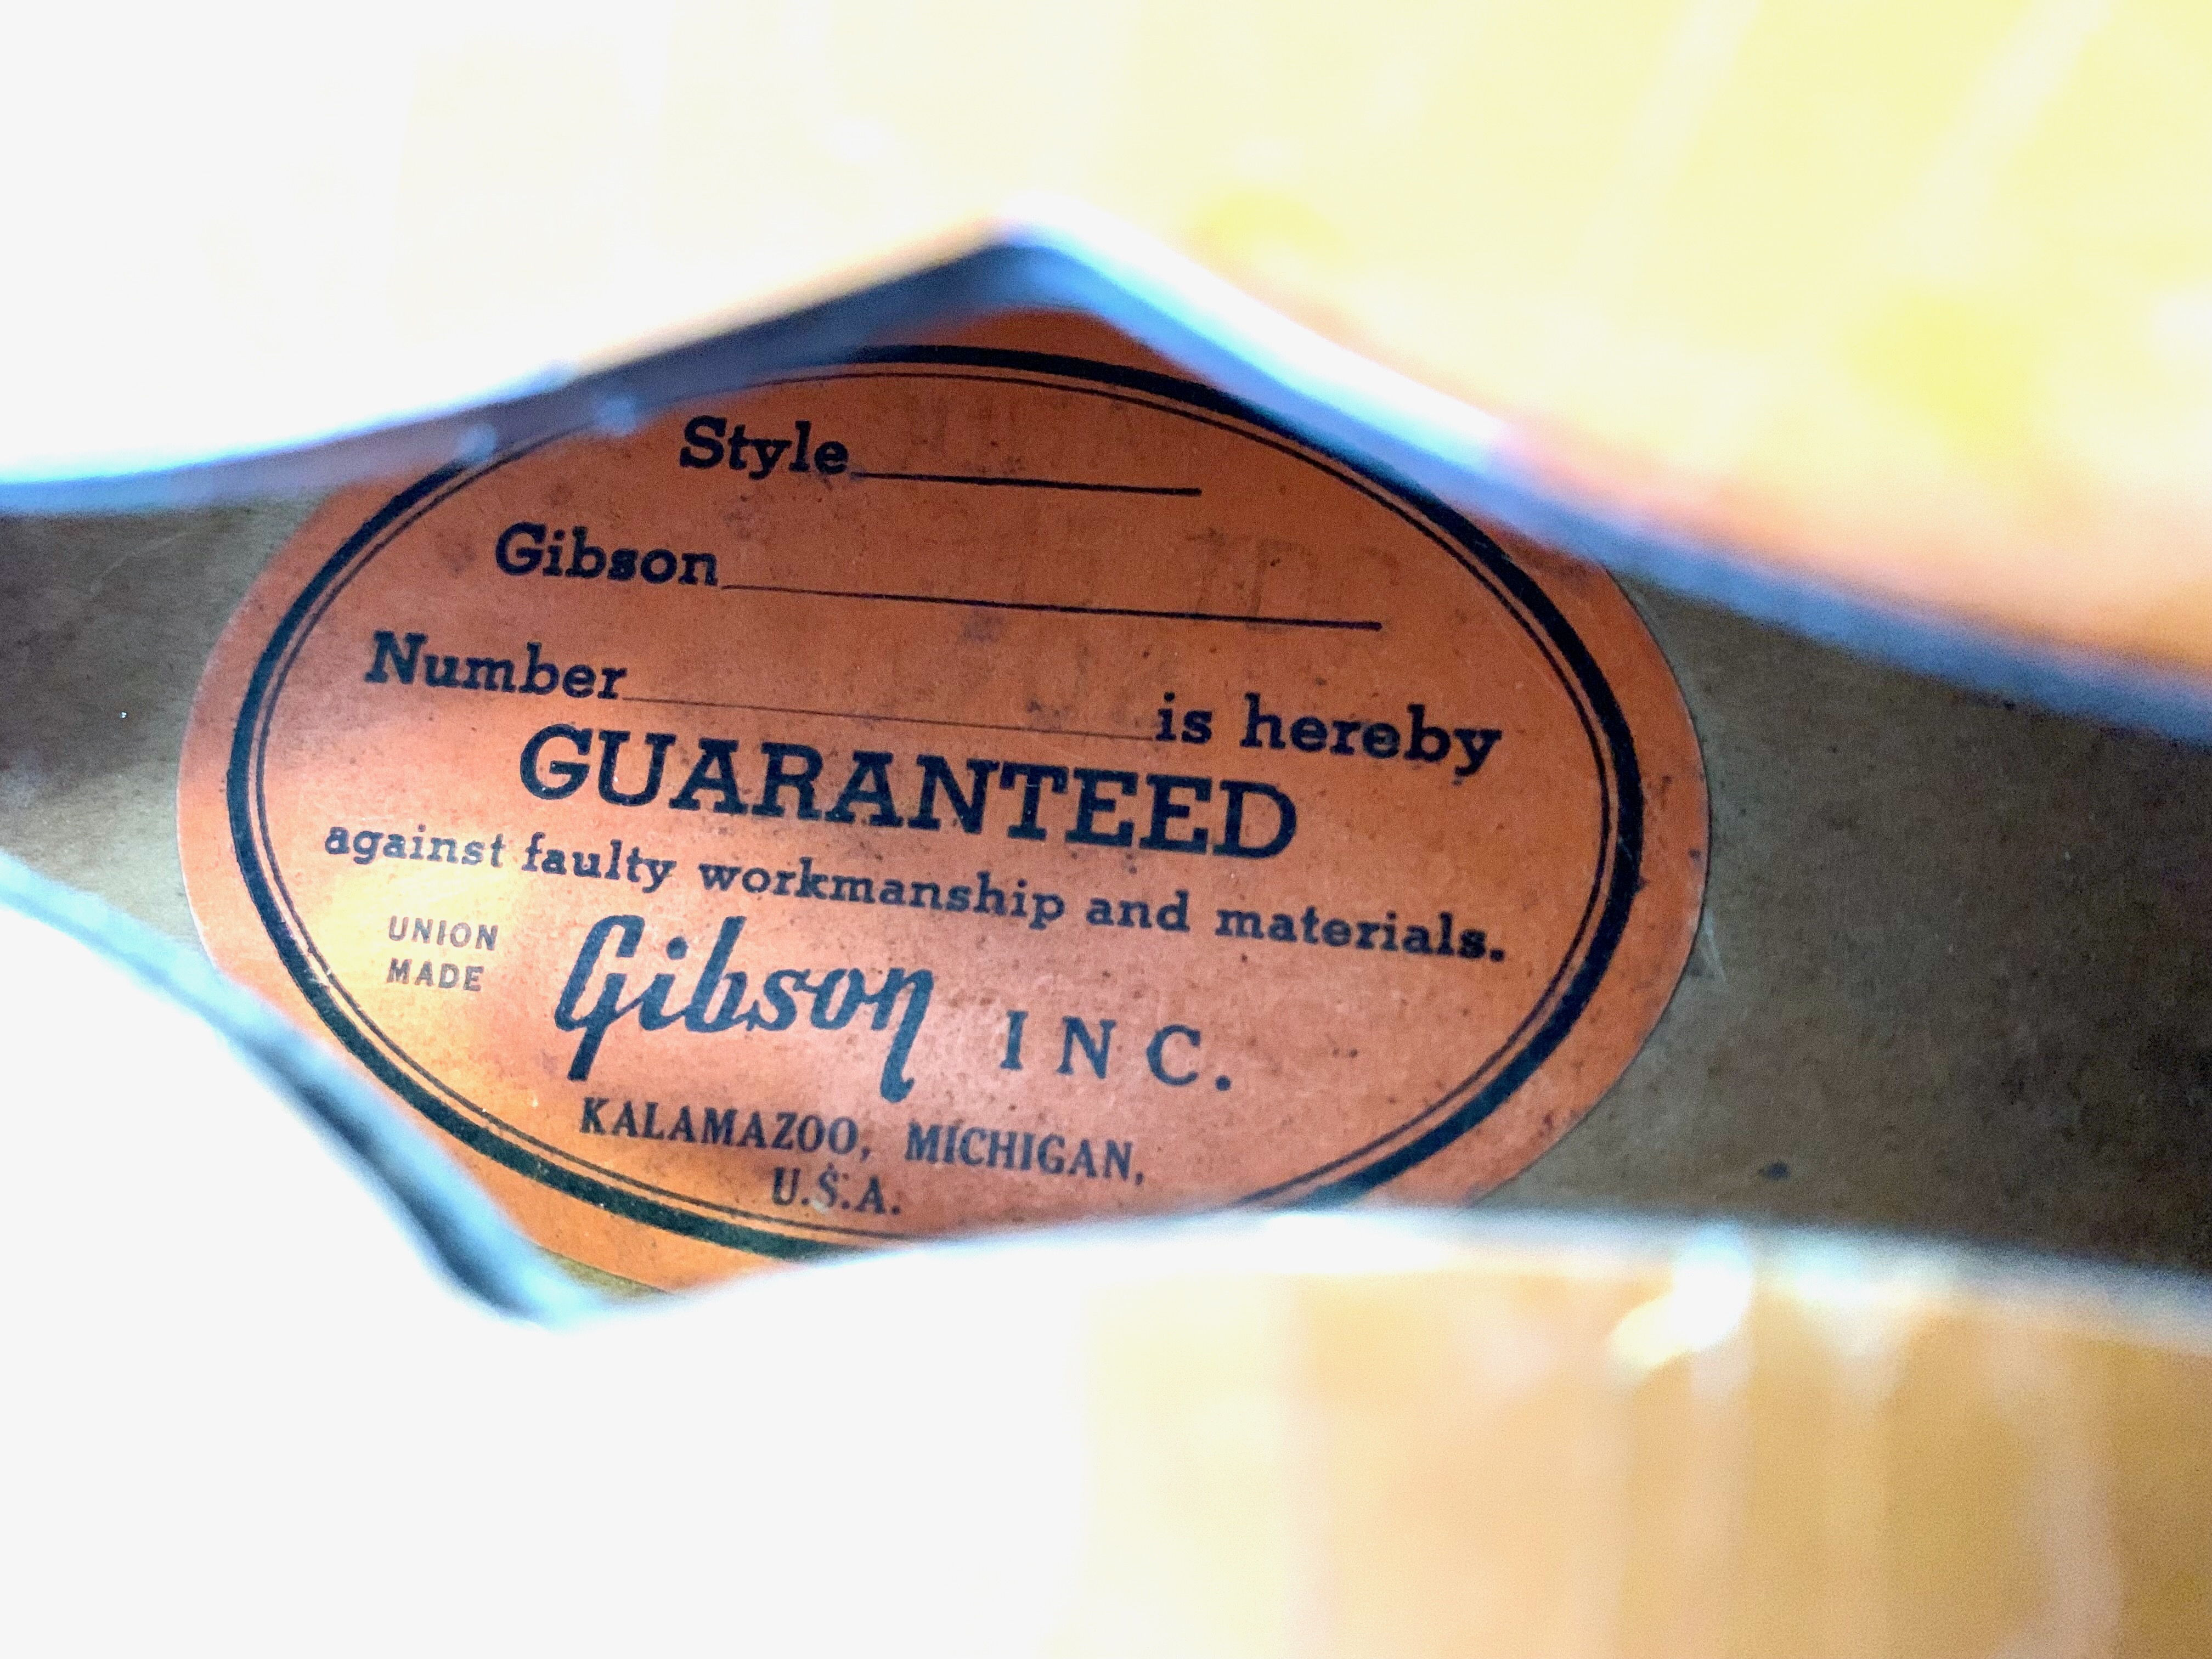 Style
Gibson
Number is hereby
GUARANTEED
against faulty workmanship and materials.
UNION
MADE
Gibson INC.
KALAMAZOO, MICHIGAN,
U.S.A.